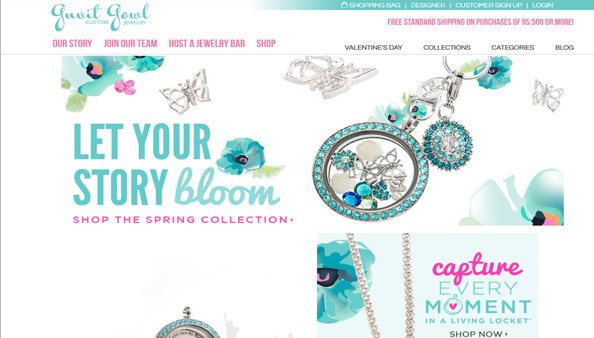 SHOPPING BAG | DESIGNER | CUSTOMER SIGN UP | LOGIN
Guvit Gowl
CUSTOM JEWELRY
FREE STANDARD SHIPPING ON PURCHASES OF RS:500 OR MORE!
OUR STORY JOIN OUR TEAM HOST A JEWELRY BAR SHOP
VALENTINE'S DAY COLLECTIONS CATEGORIES BLOG
LET YOUR
STORY bloom
SHOP THE SPRING COLLECTION
capture
EVERY
MOMENT
IN A LIVING LOCKET®
SHOP NOW